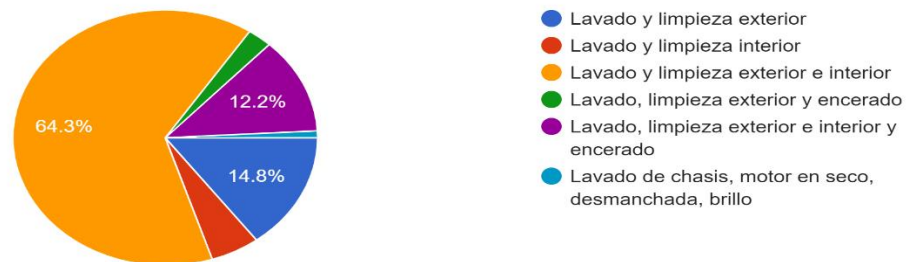 64.3%
12.2%
14.8%
Lavado y limpieza exterior
Lavado y limpieza interior
Lavado y limpieza exterior e interior
Lavado, limpieza exterior y encerado
Lavado, limpieza exterior e interior y
encerado
Lavado de chasis, motor en seco,
desmanchada, brillo